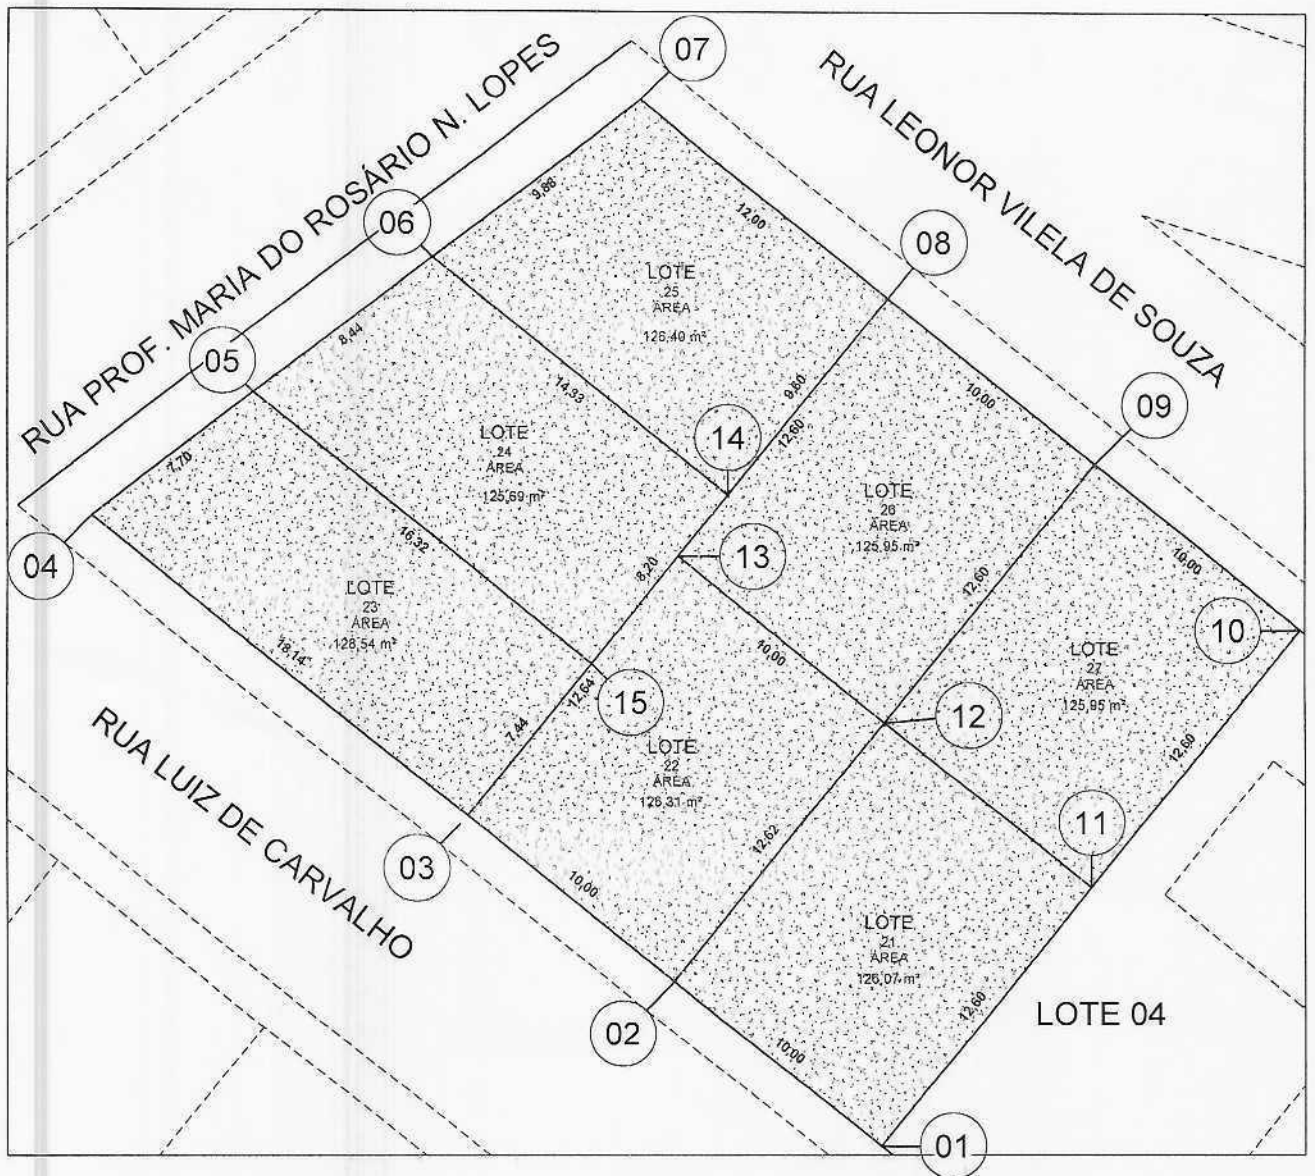 07
RUA PROF. MARIA DO ROSÁRIO N. LOPES
RUA LEONOR VILELA DE SOUZA
9,88
12,00
06
08
LOTE
25
ÁREA
126,40 m²
8,44
05
14,33
9,60
12,60
10,00
09
14
LOTE
24
ÁREA
125,69 m²
7,70
16,32
LOTE
26
ÁREA
125,95 m²
04
13
8,20
12,60
10,00
10
LOTE
23
ÁREA
128,54 m²
18,14
10,00
LOTE
27
ÁREA
125,95 m²
12,64
15
12
7,44
12,60
RUA LUIZ DE CARVALHO
LOTE
22
ÁREA
126,31 m²
12,62
11
03
10,00
LOTE
21
ÁREA
126,07 m²
12,60
LOTE 04
02
10,00
01